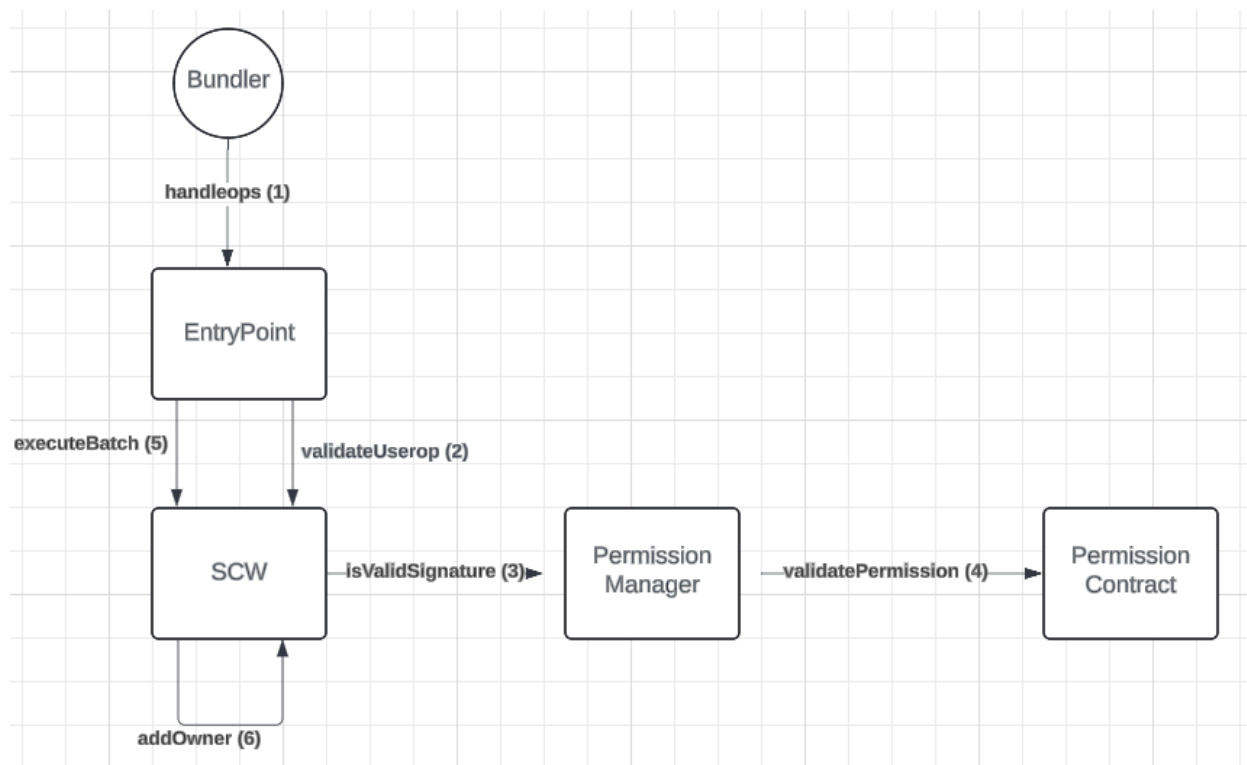 Bundler
handleops (1)
EntryPoint
executeBatch (5)
validateUserop (2)
SCW
isValidSignature (3)
Permission
Manager
validatePermission (4)
Permission
Contract
addOwner (6)